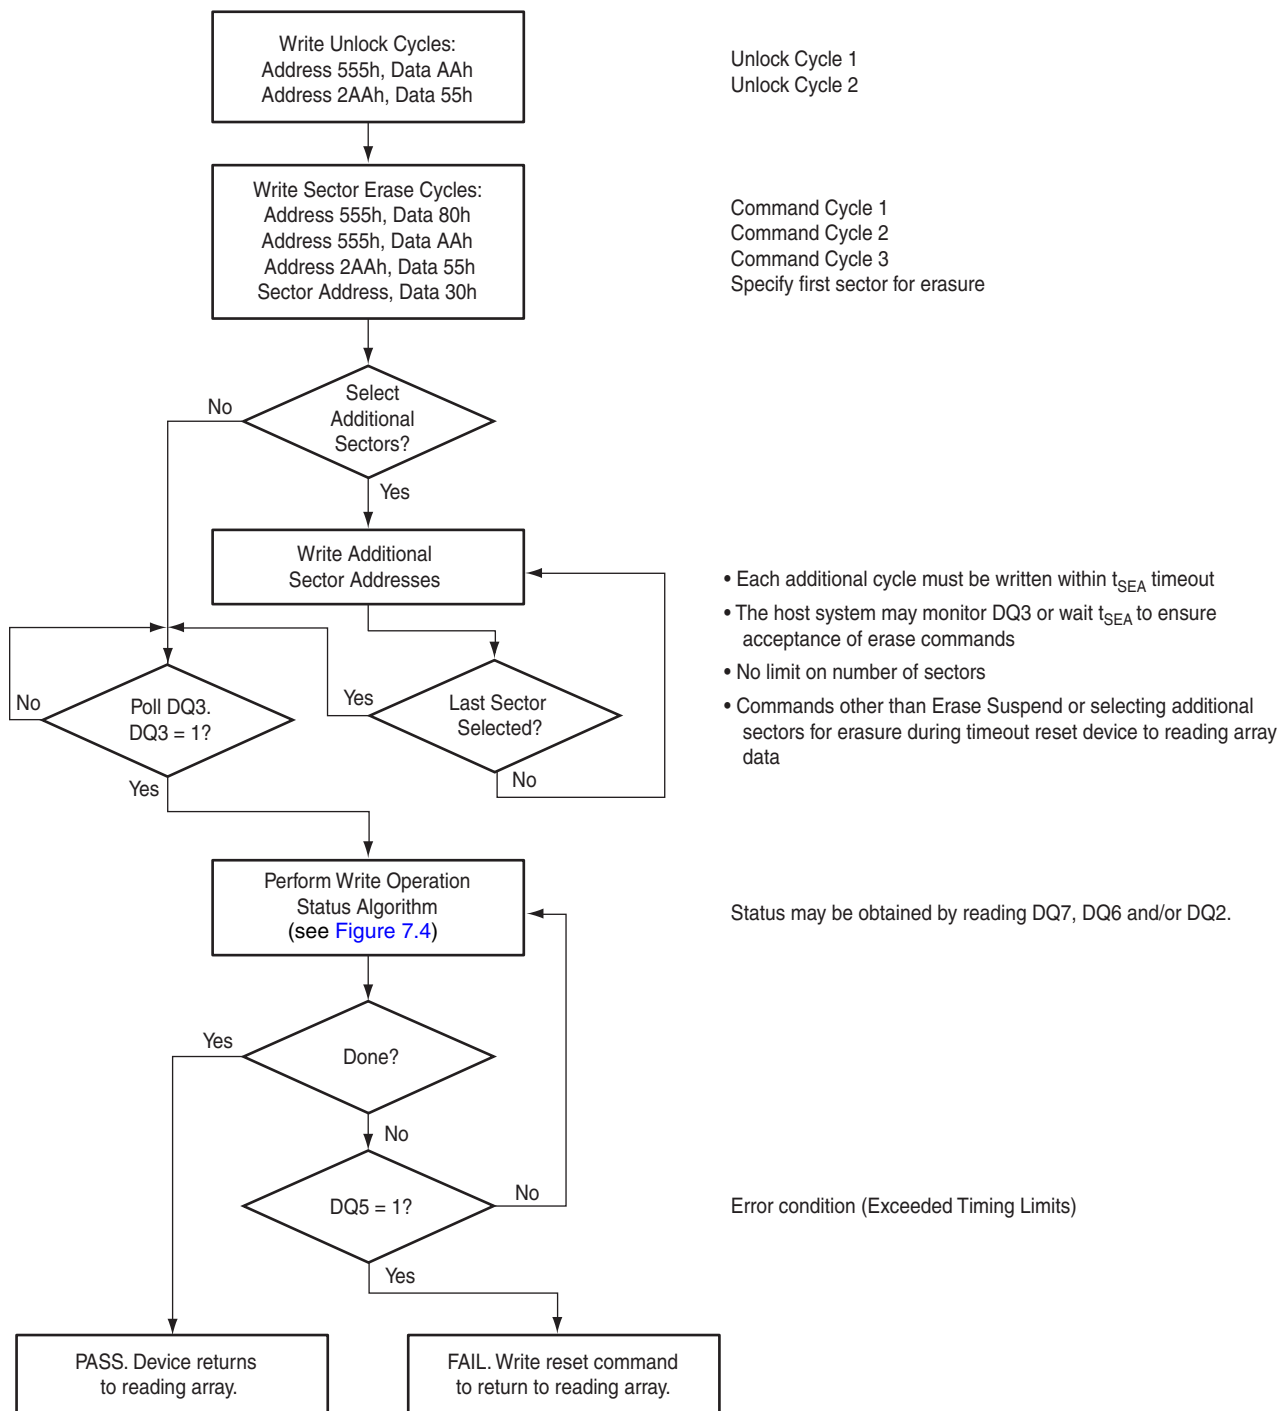 Write Unlock Cycles:
Address 555h, Data AAh
Address 2AAh, Data 55h
Unlock Cycle 1
Unlock Cycle 2
Write Sector Erase Cycles:
Address 555h, Data 80h
Address 555h, Data AAh
Address 2AAh, Data 55h
Sector Address, Data 30h
Command Cycle 1
Command Cycle 2
Command Cycle 3
Specify first sector for erasure
Select
Additional
Sectors?
No
Yes
Write Additional
Sector Addresses
• Each additional cycle must be written within tSEA timeout
• The host system may monitor DQ3 or wait tSEA to ensure
acceptance of erase commands
• No limit on number of sectors
• Commands other than Erase Suspend or selecting additional
sectors for erasure during timeout reset device to reading array
data
No
Poll DQ3.
DQ3 = 1?
Yes
Yes
Last Sector
Selected?
No
Perform Write Operation
Status Algorithm
(see Figure 7.4)
Status may be obtained by reading DQ7, DQ6 and/or DQ2.
Yes
Done?
No
DQ5 = 1?
No
Error condition (Exceeded Timing Limits)
Yes
PASS. Device returns
to reading array.
FAIL. Write reset command
to return to reading array.